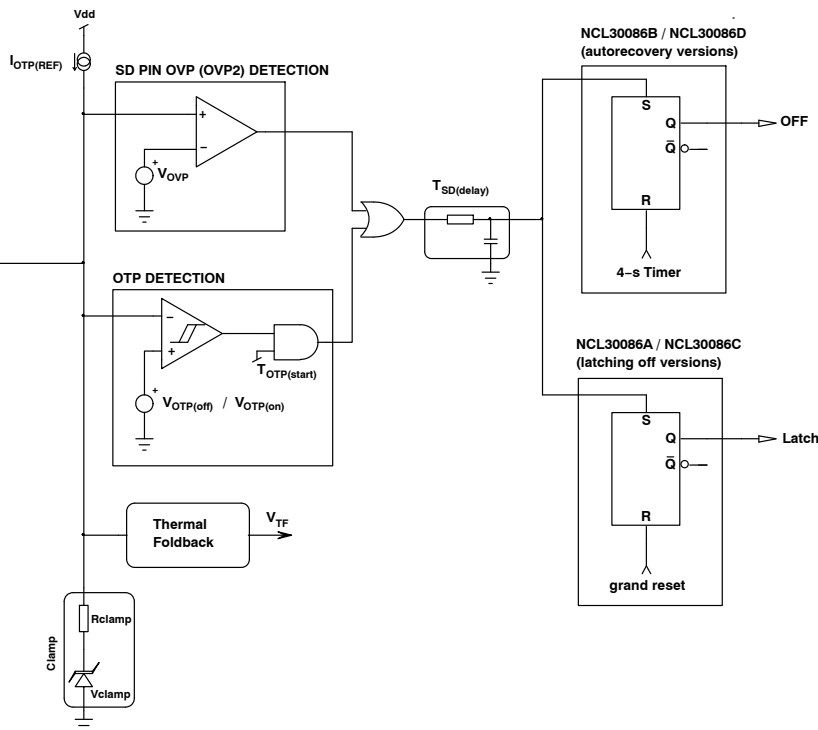 Vdd
IOTP(REF)
SD PIN OVP (OVP2) DETECTION
+
−
+
VOVP
TSD(delay)
NCL30086B / NCL30086D
(autorecovery versions)
S
Q
OFF
Q̅
R
4−s Timer
OTP DETECTION
−
+
TOTP(start)
+
VOTP(off) / VOTP(on)
NCL30086A / NCL30086C
(latching off versions)
S
Q
Latch
Q̅
R
grand reset
Thermal
Foldback
VTF
Clamp
Rclamp
Vclamp